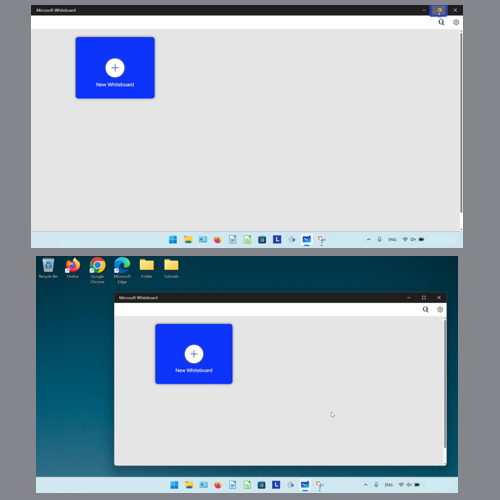 Microsoft Whiteboard
New Whiteboard
ENG
Recycle Bin
Firefox
Google Chrome
Microsoft Edge
Folder
Tutorials
Microsoft Whiteboard
New Whiteboard
ENG